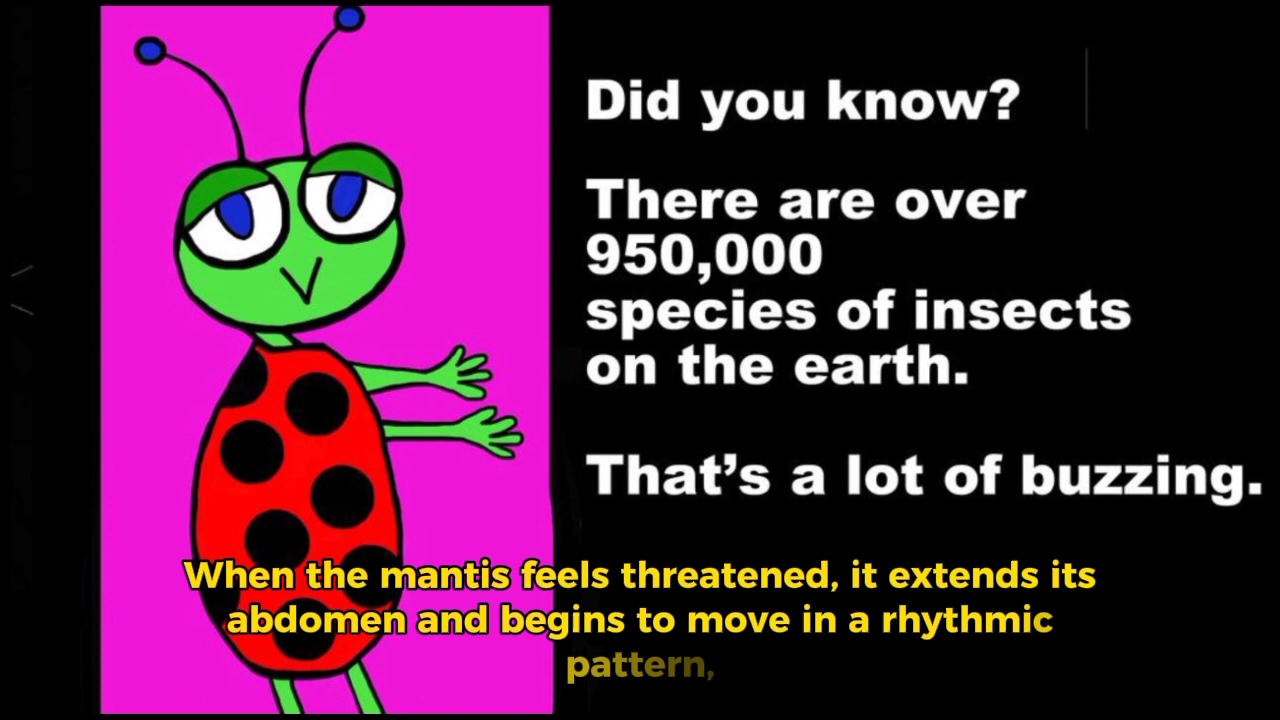 Did you know?
There are over
950,000
species of insects
on the earth.
That’s a lot of buzzing.
When the mantis feels threatened, it extends its
abdomen and begins to move in a rhythmic
pattern,